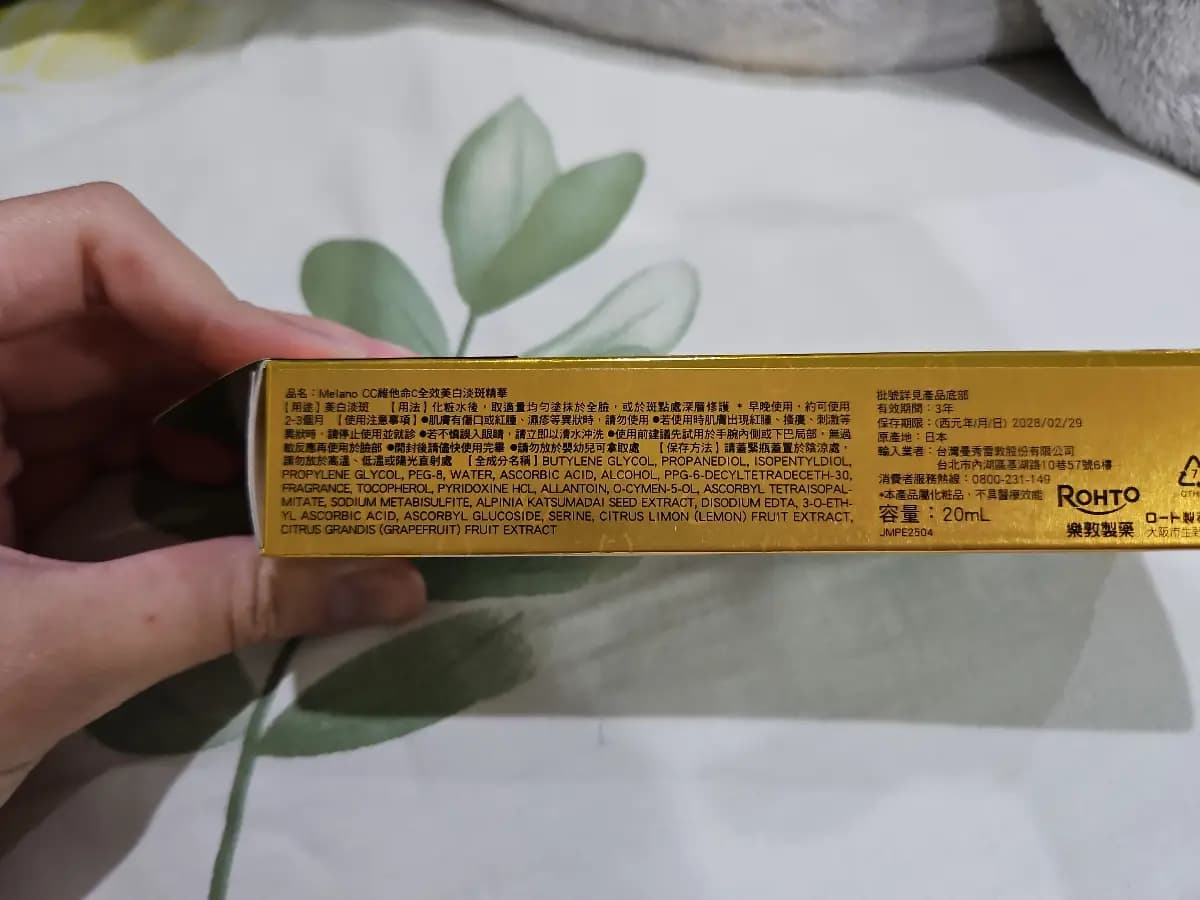 品名：Melano CC維他命C全效美白淡斑精華
【用途】美白淡斑 【用法】化粧水後，取適量均勻塗抹於全臉，或於斑點處深層修護 * 早晚使用，約可使用
2-3個月 【使用注意事項】●肌膚有傷口或紅腫、濕疹等異狀時，請勿使用 ●若使用時肌膚出現紅腫、搔癢、刺激等
異狀時，請停止使用並就診 ●若不慎誤入眼睛，請立即以清水沖洗 ●使用前建議先試用於手腕內側或下巴局部，無過
敏反應再使用於臉部 ●開封後請儘快使用完畢 ●請勿放於嬰幼兒可拿取處 【保存方法】請蓋緊瓶蓋置於陰涼處，
請勿放於高溫、低溫或陽光直射處 【全成分名稱】BUTYLENE GLYCOL, PROPANEDIOL, ISOPENTYLDIOL,
PROPYLENE GLYCOL, PEG-8, WATER, ASCORBIC ACID, ALCOHOL, PPG-6-DECYLTETRADECETH-30,
FRAGRANCE, TOCOPHEROL, PYRIDOXINE HCL, ALLANTOIN, O-CYMEN-5-OL, ASCORBYL TETRAISOPAL-
MITATE, SODIUM METABISULFITE, ALPINIA KATSUMADAI SEED EXTRACT, DISODIUM EDTA, 3-O-ETH-
YL ASCORBIC ACID, ASCORBYL GLUCOSIDE, SERINE, CITRUS LIMON (LEMON) FRUIT EXTRACT,
CITRUS GRANDIS (GRAPEFRUIT) FRUIT EXTRACT
批號詳見產品底部
有效期間：3年
保存期限：(西元年/月/日) 2028/02/29
原產地：日本
輸入業者：台灣曼秀雷敦股份有限公司
台北市內湖區基湖路10巷57號6樓
消費者服務熱線：0800-231-149
*本產品屬化粧品，不具醫療效能
容量：20mL
JMPE2504
ROHTO
樂敦製藥
ロート製
大阪市生